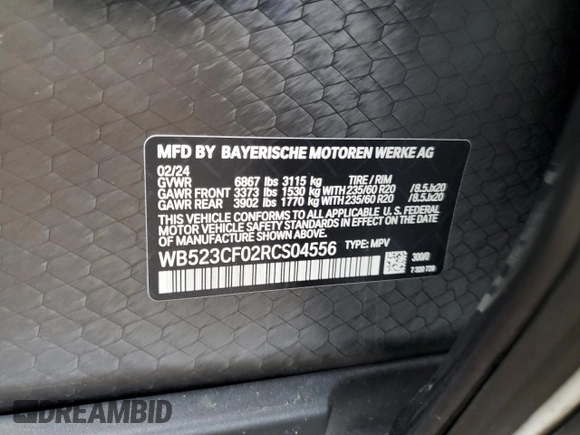 MFD BY BAYERISCHE MOTOREN WERKE AG
02/24
GVWR 6867 lbs 3115 kg TIRE / RIM
GAWR FRONT 3373 lbs 1530 kg WITH 235/60 R20 / 8.5Jx20
GAWR REAR 3902 lbs 1770 kg WITH 235/60 R20 / 8.5Jx20
THIS VEHICLE CONFORMS TO ALL APPLICABLE U. S. FEDERAL
MOTOR VEHICLE SAFETY STANDARDS IN EFFECT ON THE DATE
OF MANUFACTURE SHOWN ABOVE.
WB523CF02RCS04556 TYPE: MPV
300/0
7 320 729
DREAMBID